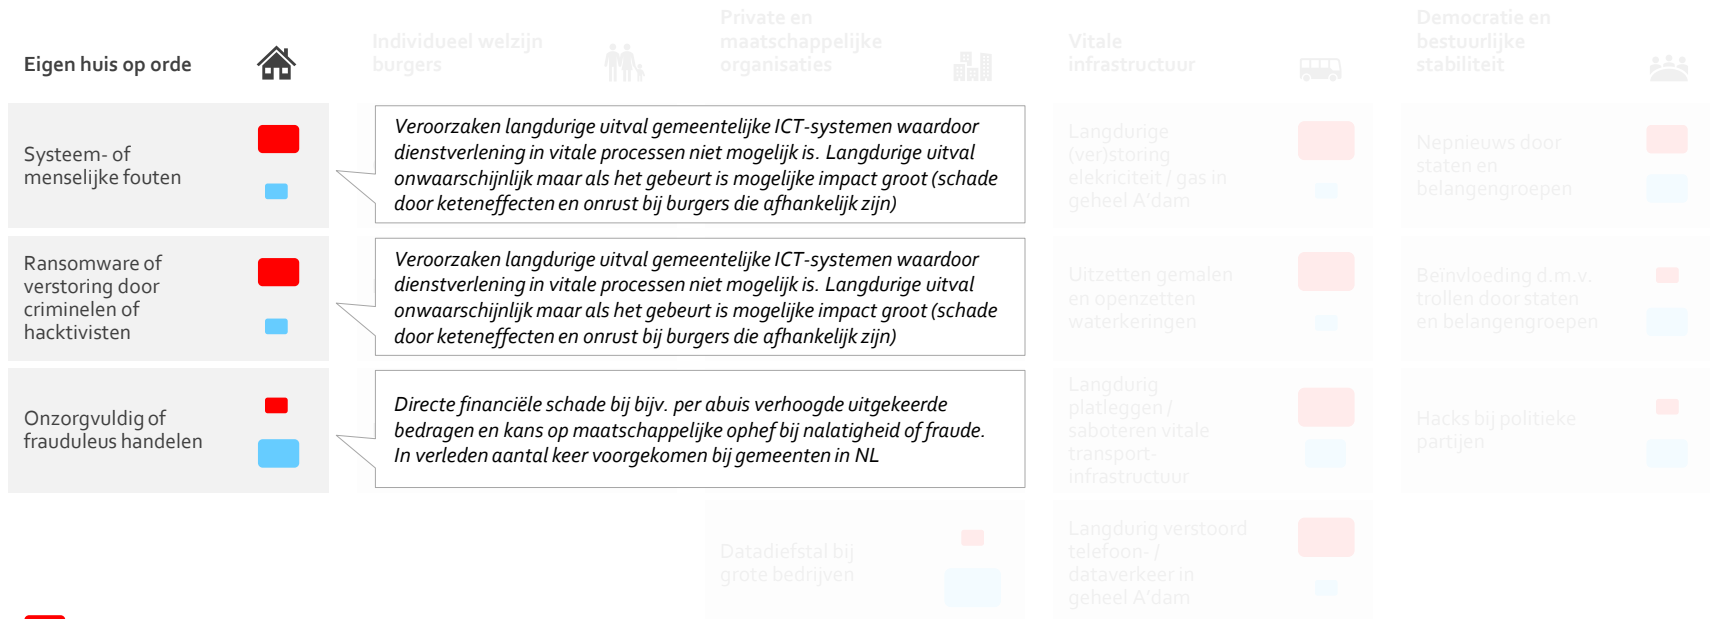 Eigen huis op orde
Individueel welzijn
burgers
Private en
maatschappelijke
organisaties
Vitale
infrastructuur
Democratie en
bestuurlijke
stabiliteit
Systeem- of
menselijke fouten
Veroorzaken langdurige uitval gemeentelijke ICT-systemen waardoor
dienstverlening in vitale processen niet mogelijk is. Langdurige uitval
onwaarschijnlijk maar als het gebeurt is mogelijke impact groot (schade
door keteneffecten en onrust bij burgers die afhankelijk zijn)
Langdurige
(ver)storing
elekriciteit / gas in
geheel A'dam
Nepnieuws door
staten en
belangengroepen
Ransomware of
verstoring door
criminelen of
hacktivisten
Veroorzaken langdurige uitval gemeentelijke ICT-systemen waardoor
dienstverlening in vitale processen niet mogelijk is. Langdurige uitval
onwaarschijnlijk maar als het gebeurt is mogelijke impact groot (schade
door keteneffecten en onrust bij burgers die afhankelijk zijn)
Uitzetten gemalen
en openzetten
waterkeringen
Beïnvloeding d.m.v.
trollen door staten
en belangengroepen
Onzorgvuldig of
frauduleus handelen
Directe financiële schade bij bijv. per abuis verhoogde uitgekeerde
bedragen en kans op maatschappelijke ophef bij nalatigheid of fraude.
In verleden aantal keer voorgekomen bij gemeenten in NL
Langdurig
platleggen /
saboteren vitale
transport-
infrastructuur
Hacks bij politieke
partijen
Datadiefstal bij
grote bedrijven
Langdurig verstoord
telefoon- /
dataverkeer in
geheel A'dam